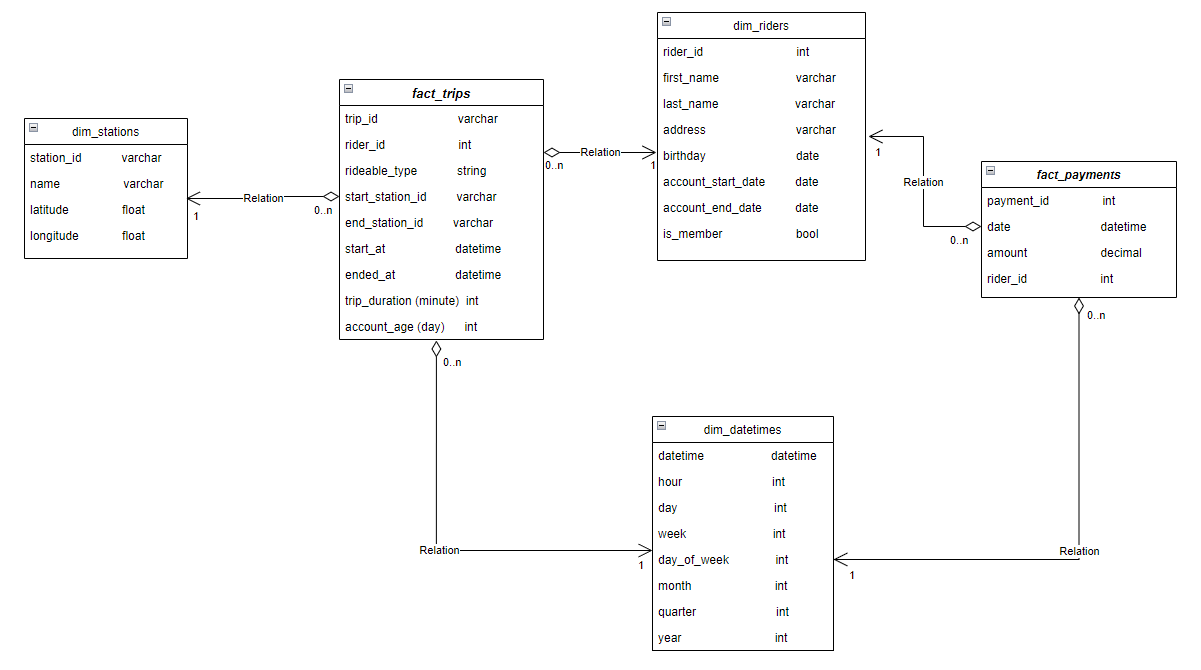 dim_riders
rider_id int
first_name varchar
last_name varchar
address varchar
birthday date
account_start_date date
account_end_date date
is_member bool
fact_trips
trip_id varchar
rider_id int
rideable_type string
start_station_id varchar
end_station_id varchar
start_at datetime
ended_at datetime
trip_duration (minute) int
account_age (day) int
dim_stations
station_id varchar
name varchar
latitude float
longitude float
fact_payments
payment_id int
date datetime
amount decimal
rider_id int
dim_datetimes
datetime datetime
hour int
day int
week int
day_of_week int
month int
quarter int
year int
Relation
1
0..n
Relation
0..n
1
Relation
1
0..n
Relation
0..n
1
Relation
0..n
1